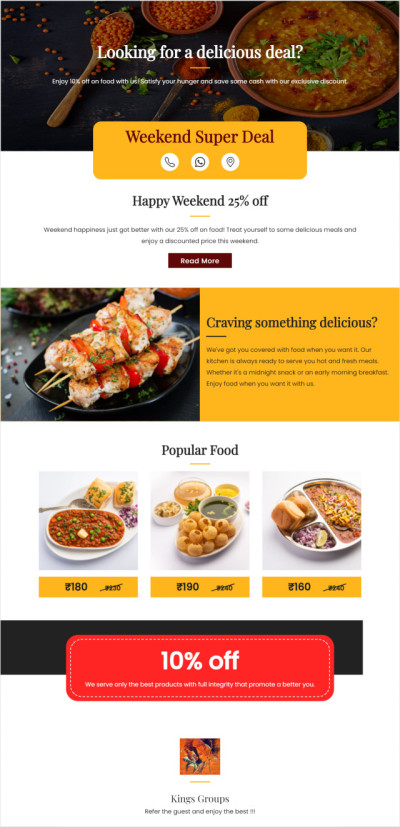 Looking for a delicious deal?
Enjoy 10% off on food with us! Satisfy your hunger and save some cash with our exclusive discount.
Weekend Super Deal
Happy Weekend 25% off
Weekend happiness just got better with our 25% off on food! Treat yourself to some delicious meals and
enjoy a discounted price this weekend.
Read More
Craving something delicious?
We've got you covered with food when you want it. Our
kitchen is always ready to serve you hot and fresh meals.
Whether it's a midnight snack or an early morning breakfast.
Enjoy food when you want it with us.
Popular Food
₹180 ₹230
₹190 ₹240
₹160 ₹240
10% off
We serve only the best products with full integrity that promote a better you.
Kings Groups
Refer the guest and enjoy the best !!!